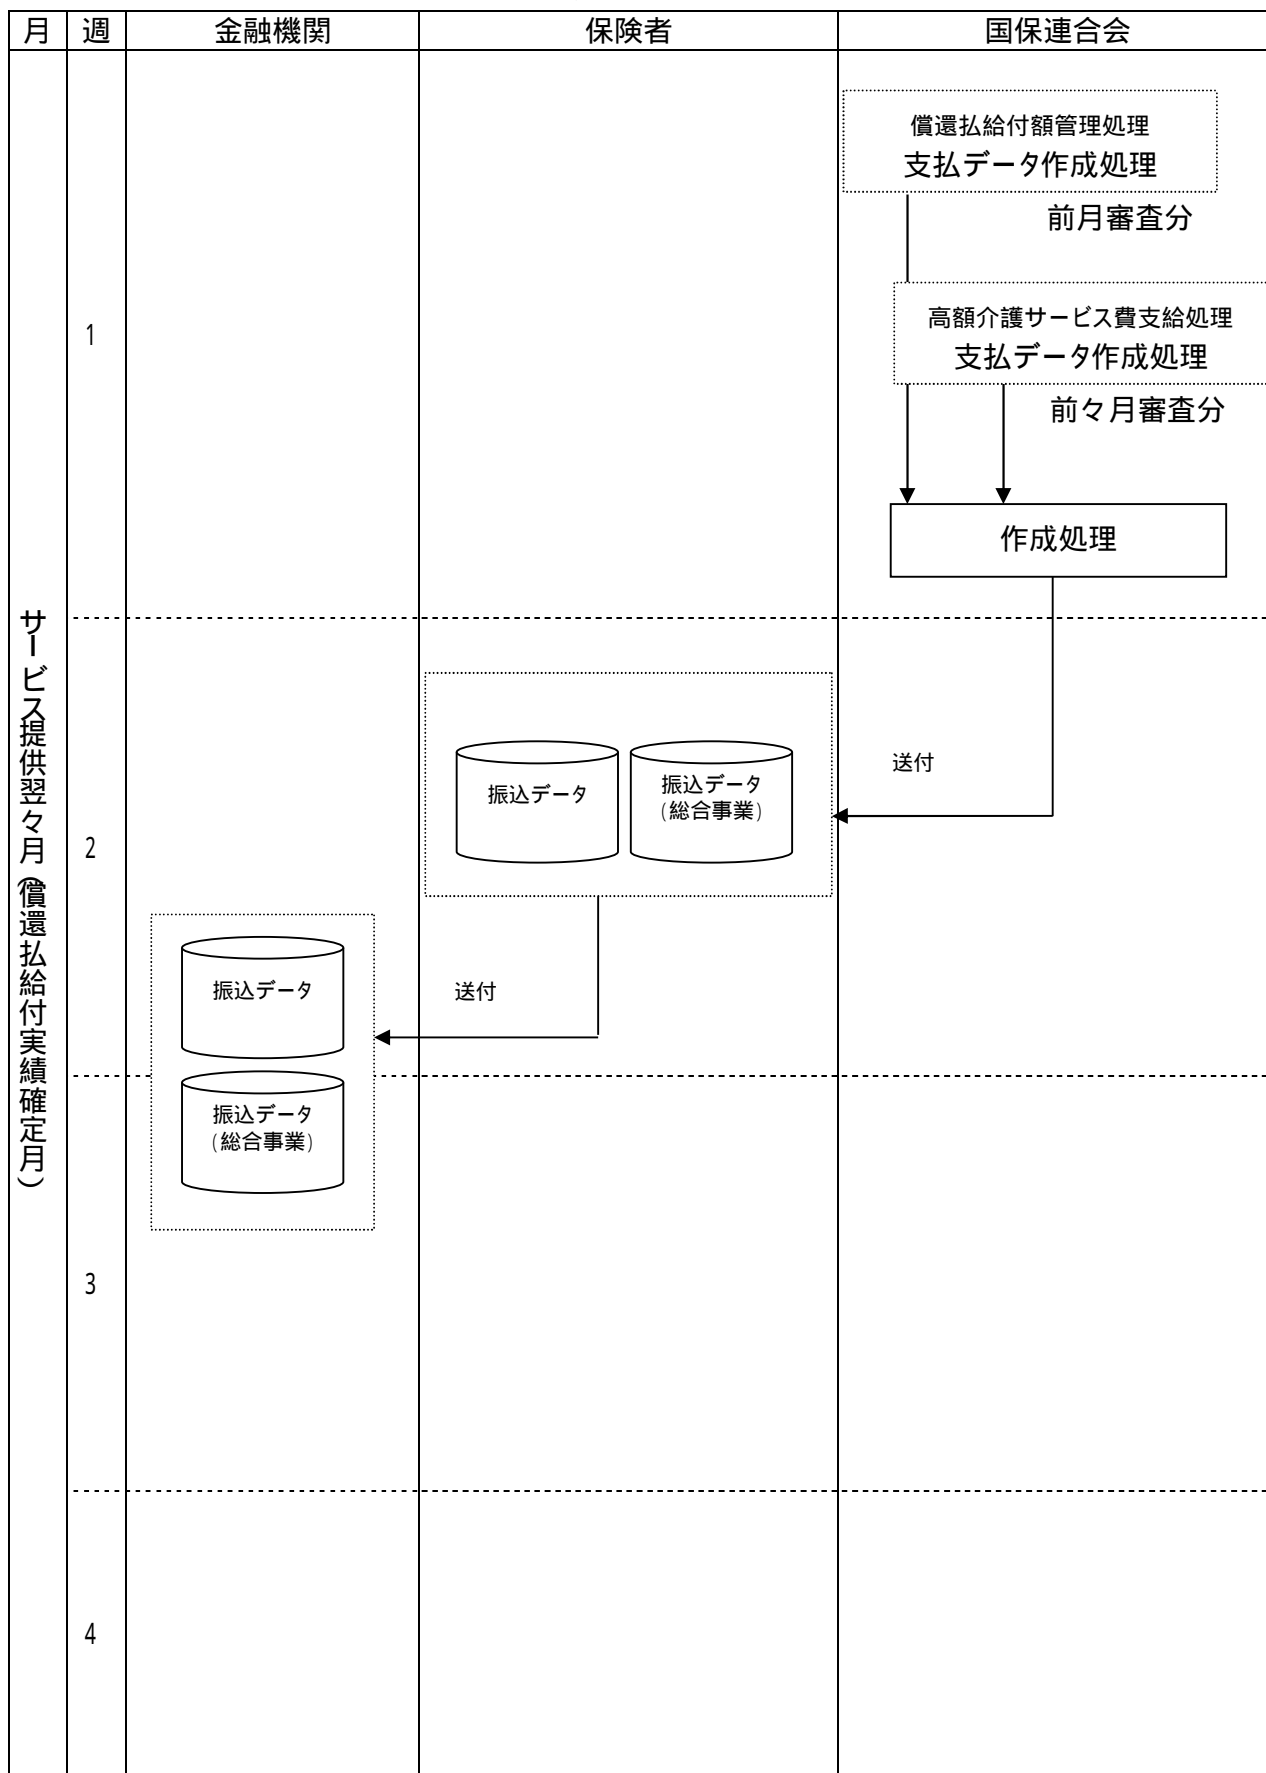 月 週 金融機関 保険者 国保連合会
償還払給付額管理処理
支払データ作成処理
前月審査分
1
高額介護サービス費支給処理
支払データ作成処理
前々月審査分
作成処理
サービス提供翌々月(償還払給付実績確定月)
2
送付
振込データ
振込データ
(総合事業)
送付
振込データ
振込データ
(総合事業)
3
4